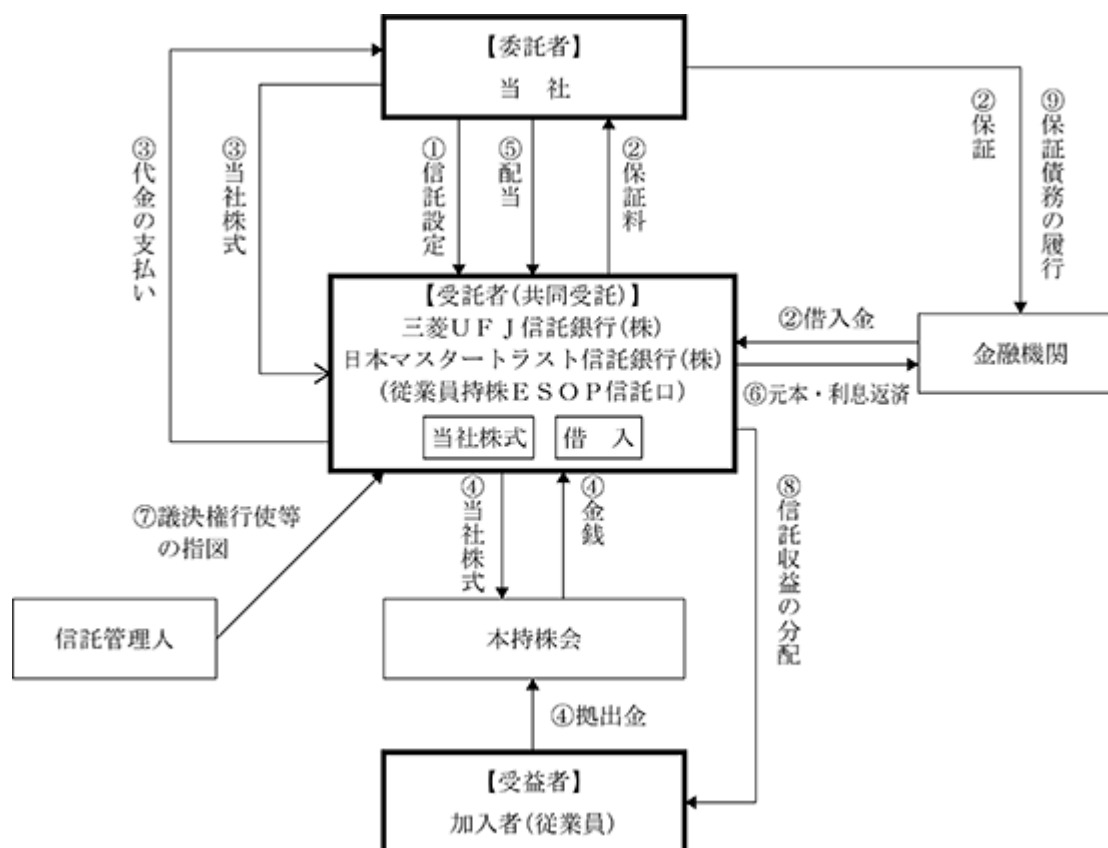 【委託者】
当 社
③代金の支払い
③当社株式
①信託設定
⑤配当
②保証料
②保証
⑨保証債務の履行
【受託者(共同受託)】
三菱UFJ信託銀行(株)
日本マスタートラスト信託銀行(株)
(従業員持株ESOP信託口)
当社株式
借 入
②借入金
金融機関
⑥元本・利息返済
⑦議決権行使等
の指図
④当社株式
④金銭
⑧信託収益の分配
信託管理人
本持株会
④拠出金
【受益者】
加入者(従業員)